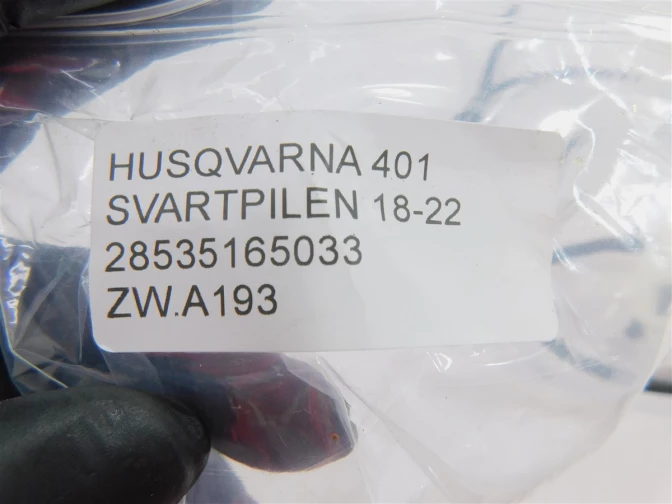 HUSQVARNA 401
SVARTPILEN 18-22
28535165033
ZW.A193